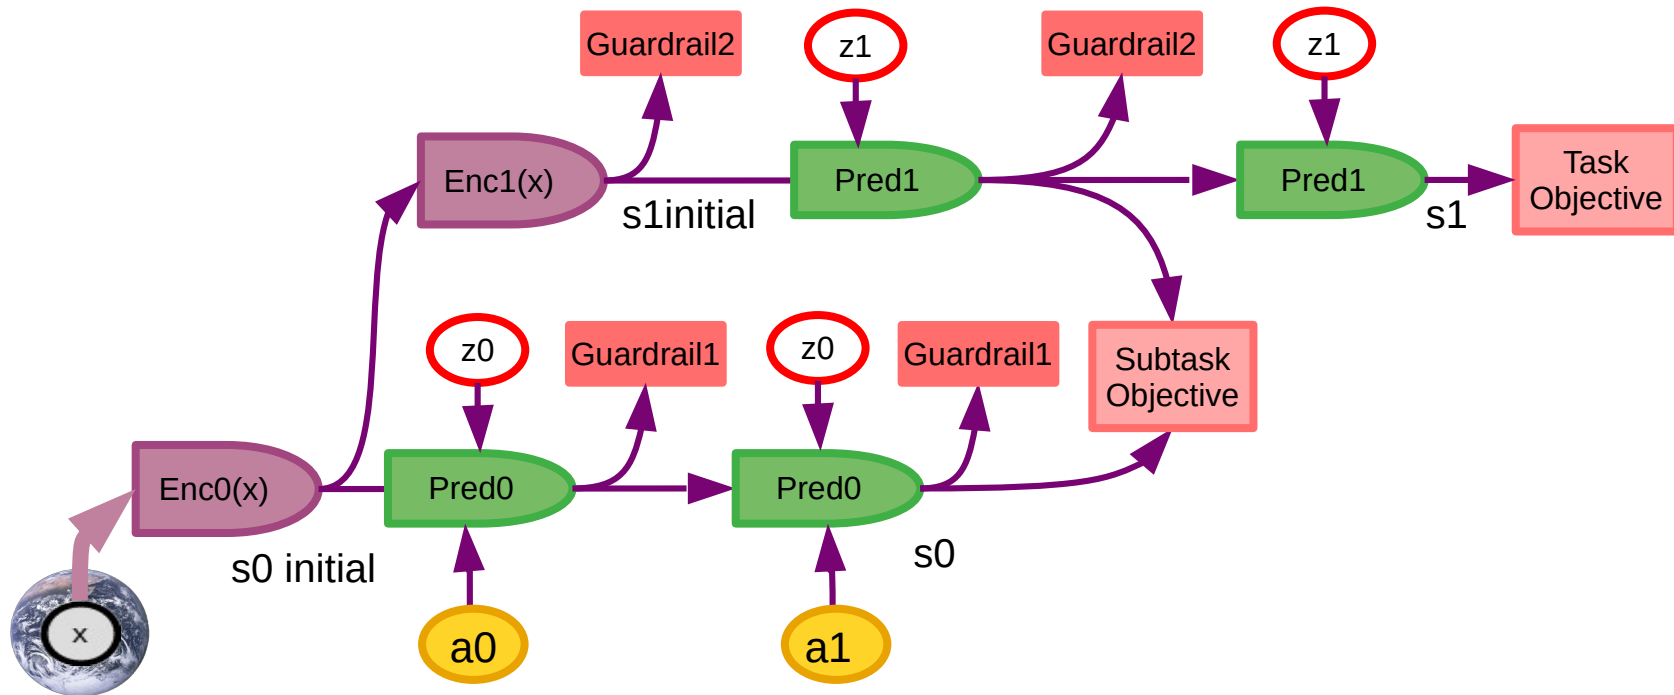 Guardrail2
z1
Guardrail2
z1
Enc1(x)
Pred1
Pred1
Task
Objective
s1initial
s1
z0
Guardrail1
z0
Guardrail1
Subtask
Objective
Enc0(x)
Pred0
Pred0
s0 initial
s0
x
a0
a1